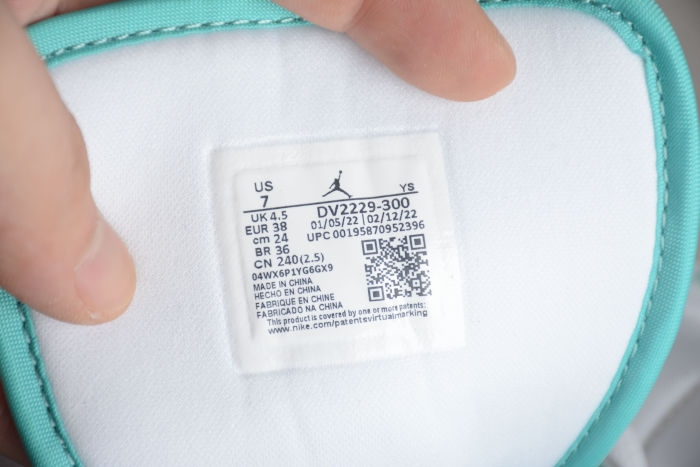 US
7
YS
UK 4.5
EUR 38
cm 24
BR 36
CN 240(2.5)
DV2229-300
01/05/22 02/12/22
UPC 00195870952396
04WX6P1YG6GX9
MADE IN CHINA
HECHO EN CHINA
FABRIQUE EN CHINE
FABRICADO NA CHINA
This product is covered by one or more patents:
www.nike.com/patentsvirtualmarking